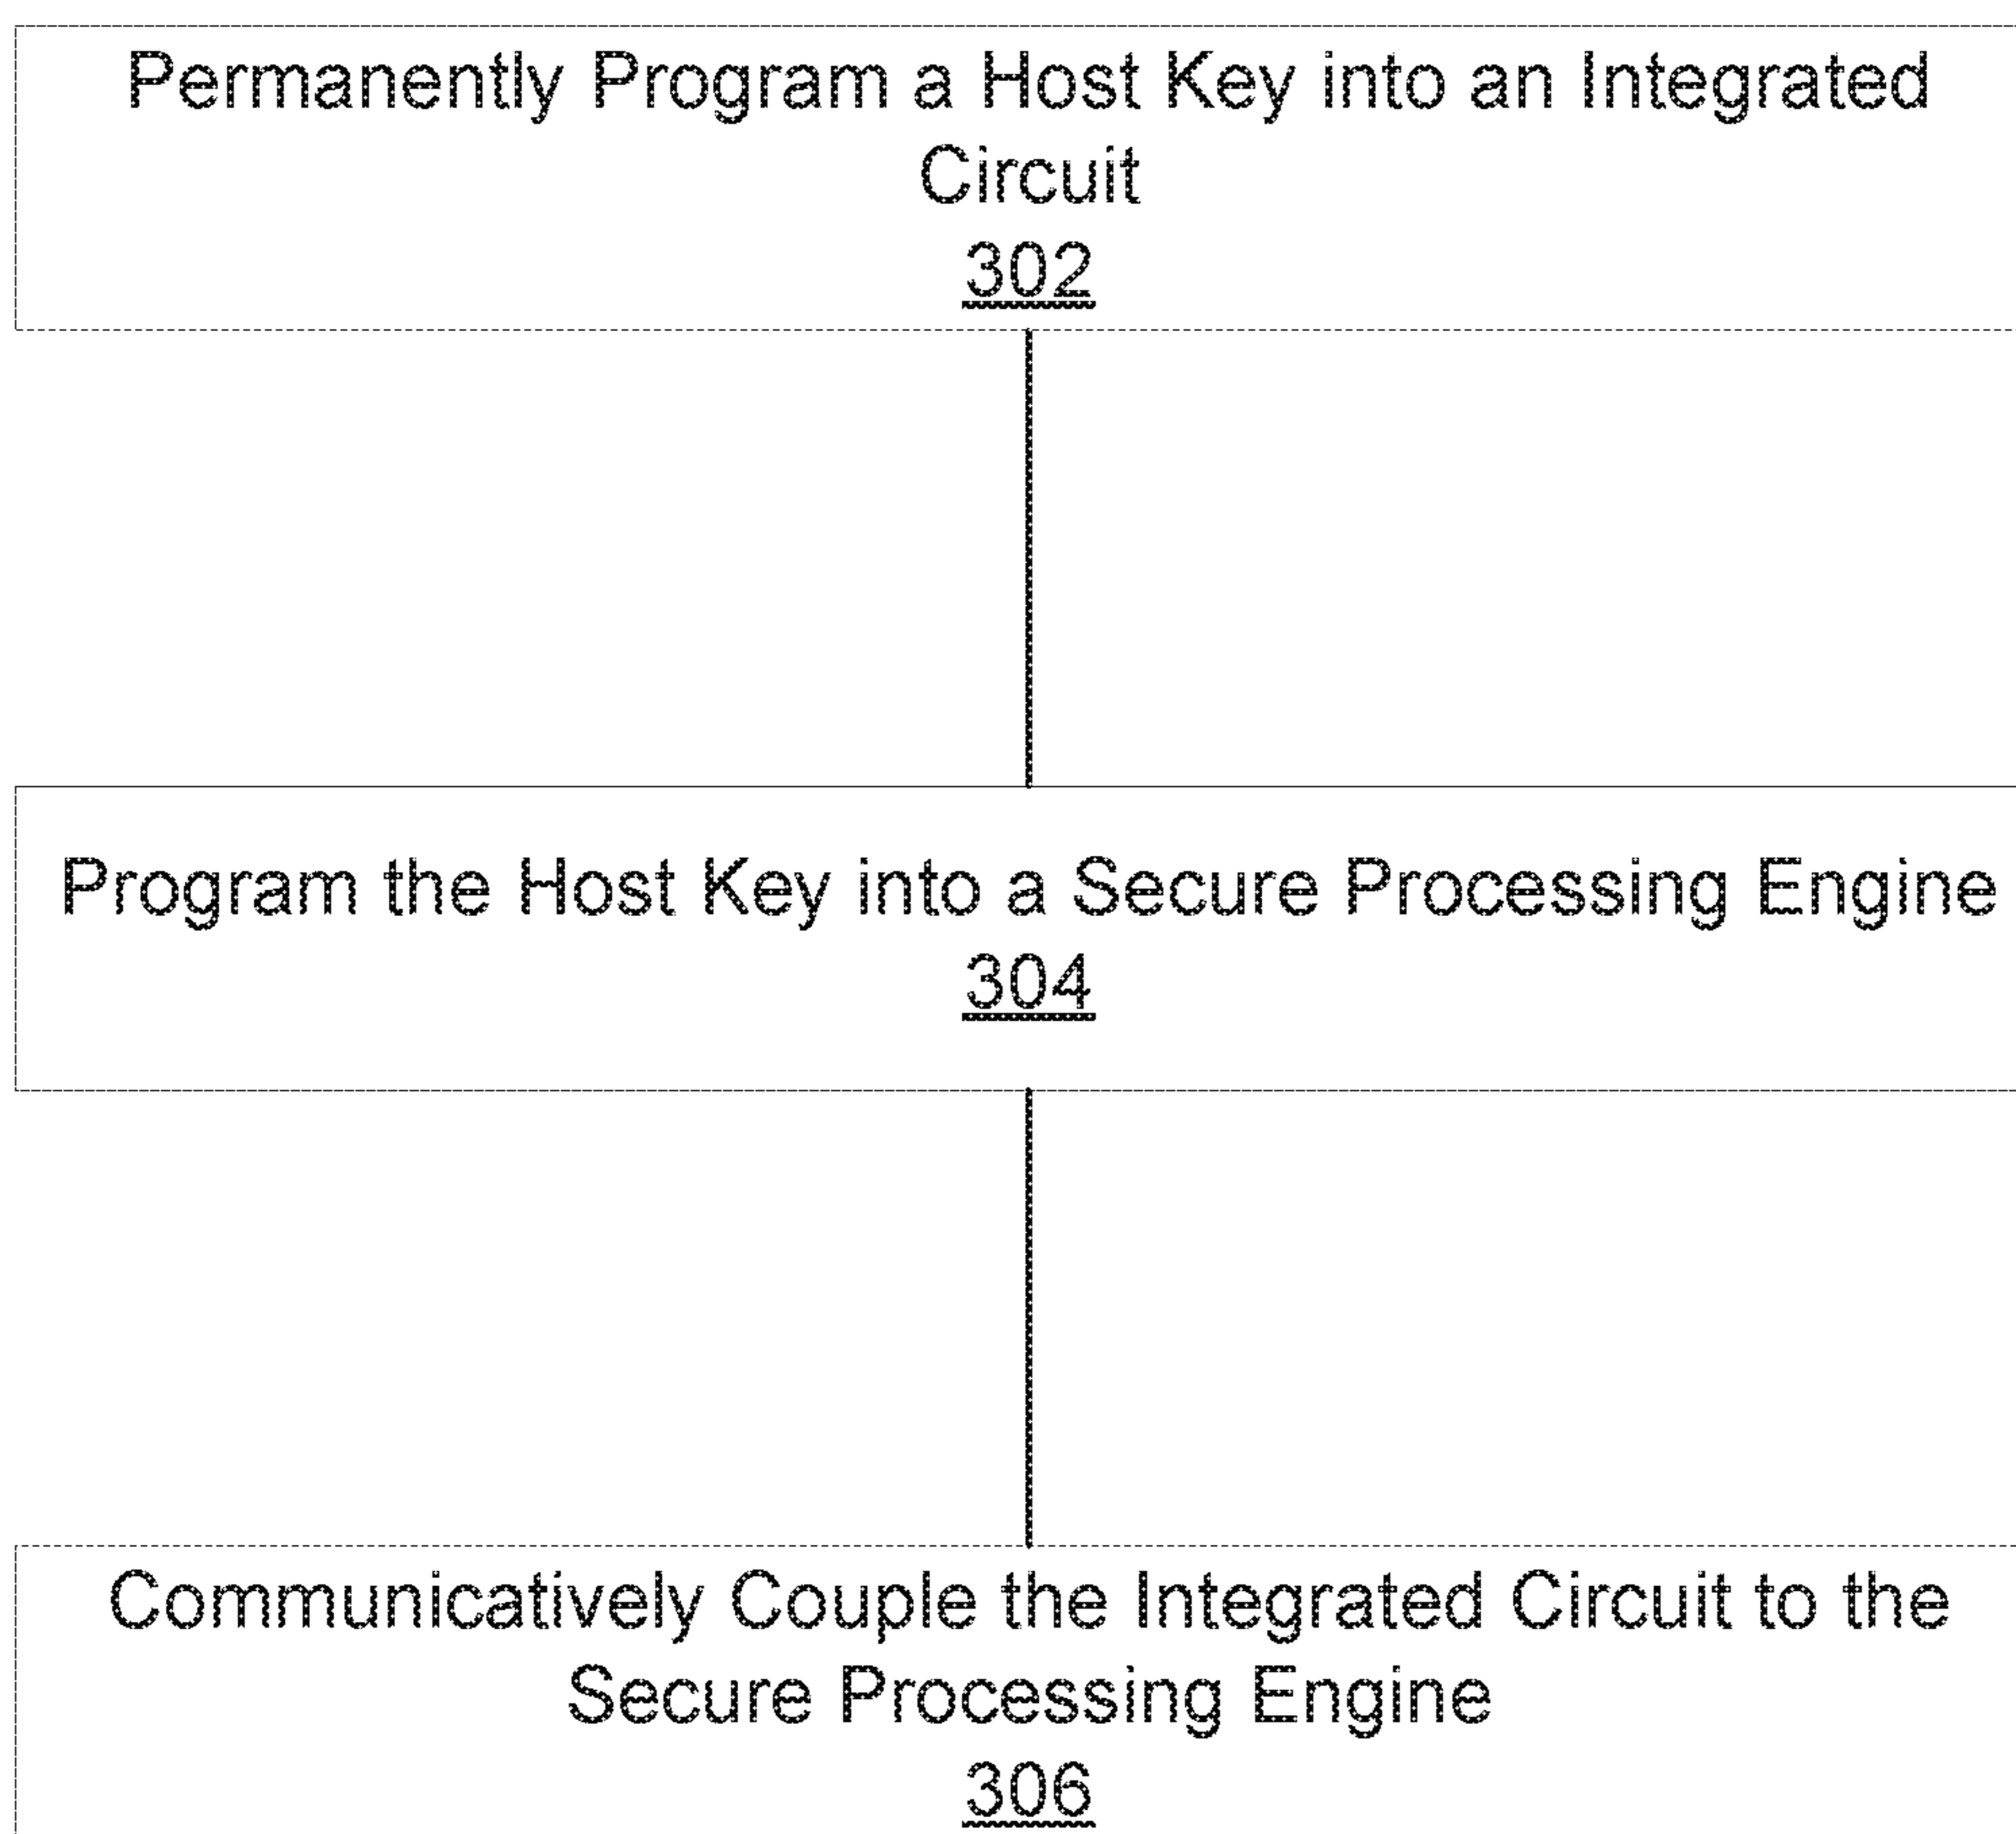 Permanently Program a Host Key into an Integrated
Circuit
302
Program the Host Key into a Secure Processing Engine
304
Communicatively Couple the Integrated Circuit to the
Secure Processing Engine
306